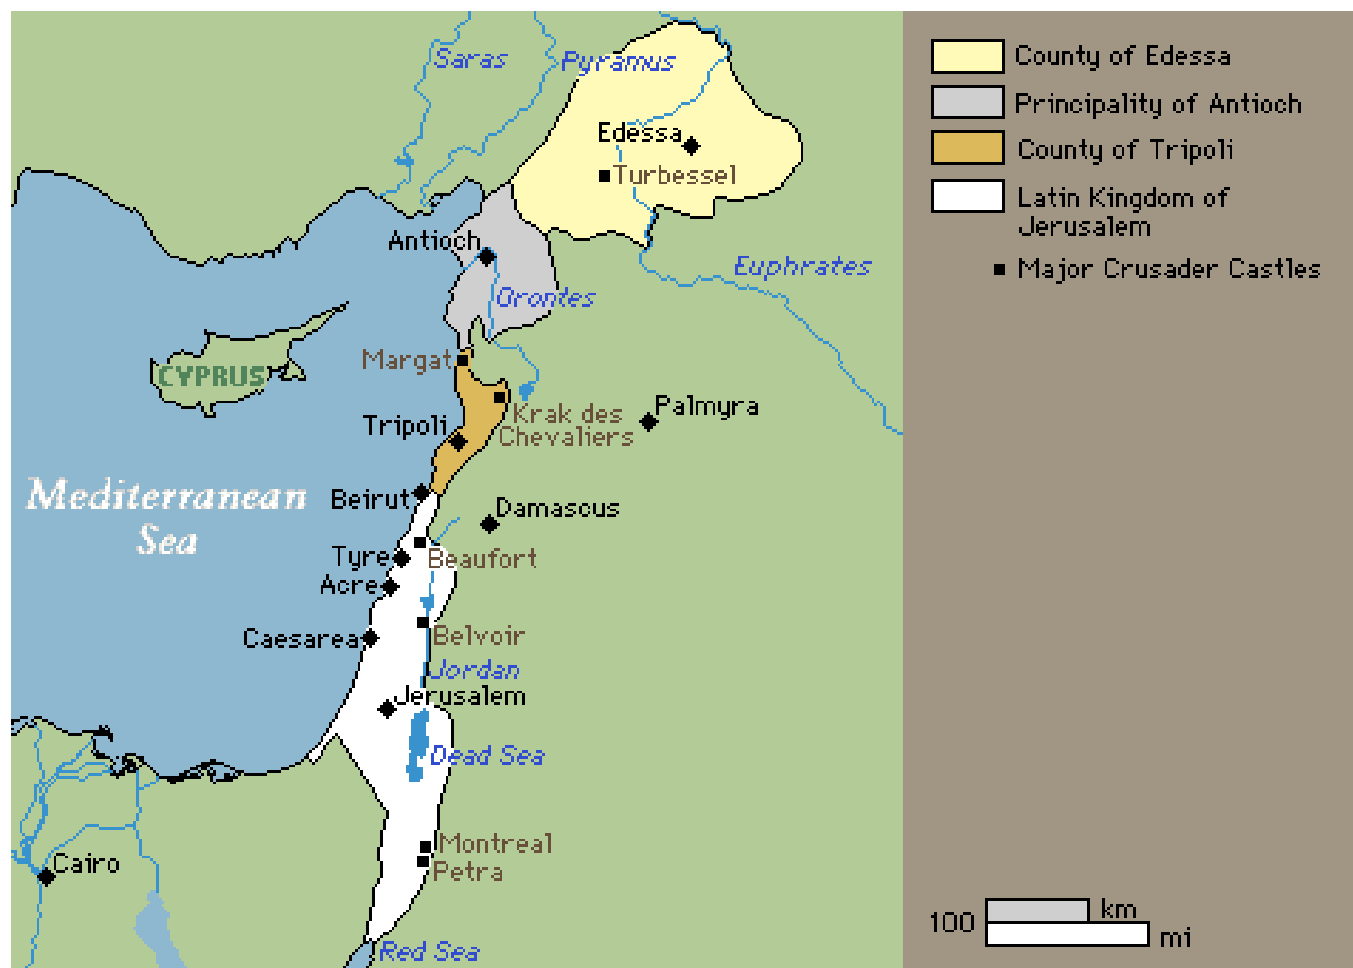 Saras
Pyramus
Edessa
Turbessel
Antioch
Euphrates
Orontes
CYPRUS
Margat
Krak des
Chevaliers
Palmyra
Tripoli
Mediterranean
Sea
Beirut
Damascus
Tyre
Beaufort
Acre
Caesarea
Belvoir
Jordan
Jerusalem
Dead Sea
Montreal
Petra
Cairo
Red Sea
County of Edessa
Principality of Antioch
County of Tripoli
Latin Kingdom of
Jerusalem
Major Crusader Castles
100
km
mi